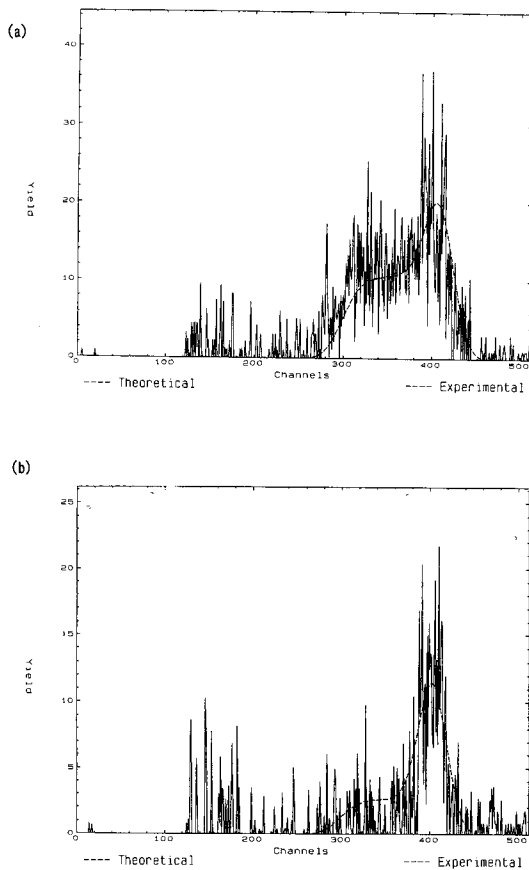 (a)
40
30
20
10
0
Yield
0 100 200 300 400 500
Channels
---- Theoretical ---- Experimental
(b)
25
20
15
10
5
0
Yield
0 100 200 300 400 500
Channels
---- Theoretical ---- Experimental